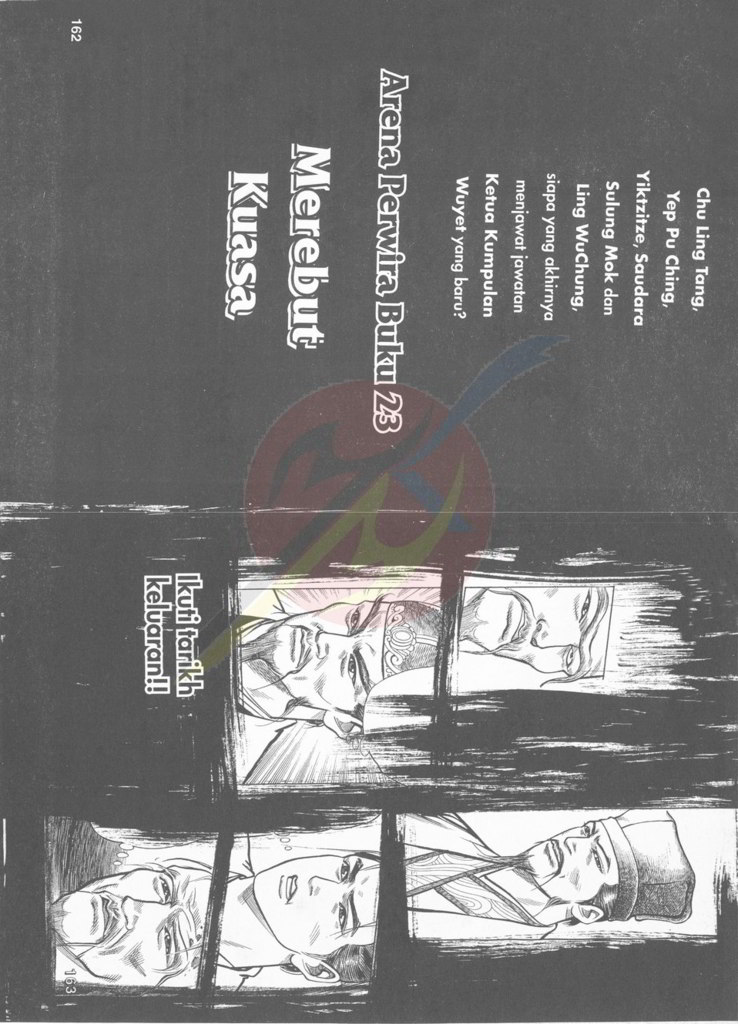 Chu Ling Tang,
Yep Pu Ching,
Yiktzitze, Saudara
Sulung Mok dan
Ling WuChung,
siapa yang akhirnya
menjawat jawatan
Ketua Kumpulan
Wuyet yang baru?
Arena Perwira Buku 23
Merebut
Kuasa
162
Ikuti tarikh
keluaran!!
163